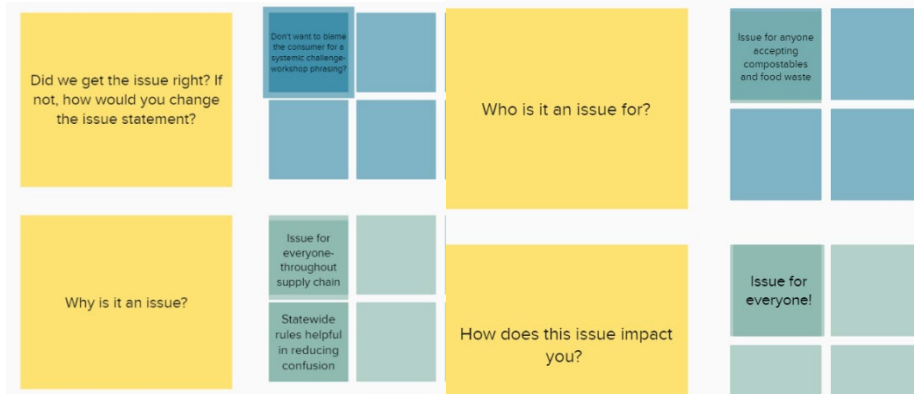 Did we get the issue right? If
not, how would you change
the issue statement?
Don't want to bleme
the consumer for a
systemic challenge-
workshop phrasing?
Who is it an issue for?
Issue for anyone
accepting
compostables
and food waste
Why is it an issue?
Issue for
everyone-
throughout
supply chain
Statewide
rules helpful
in reducing
confusion
How does this issue impact
you?
Issue for
everyone!